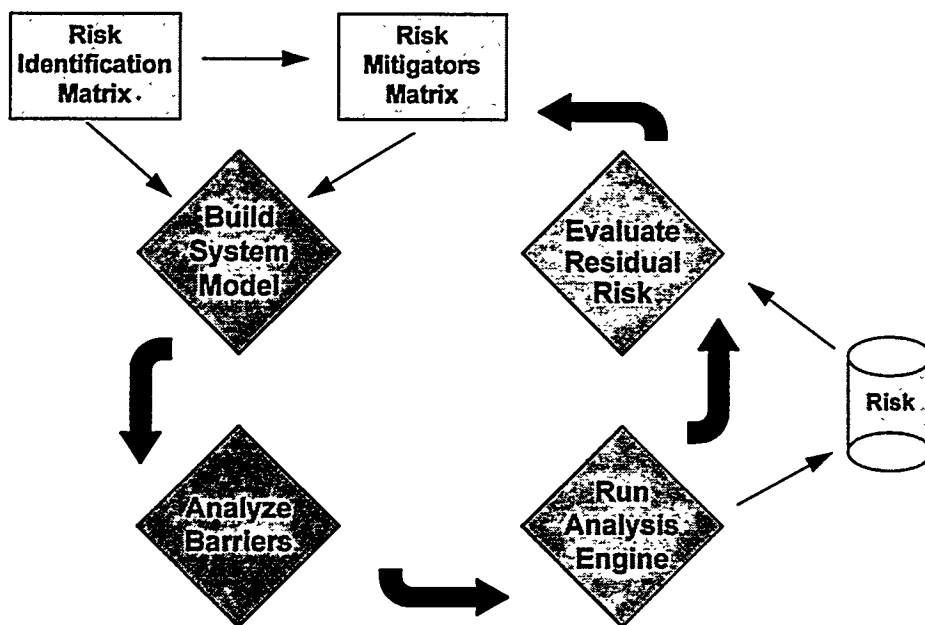 Risk
Identification
Matrix
Risk
Mitigators
Matrix
Build
System
Model
Evaluate
Residual
Risk
Risk
Analyze
Barriers
Run
Analysis
Engine